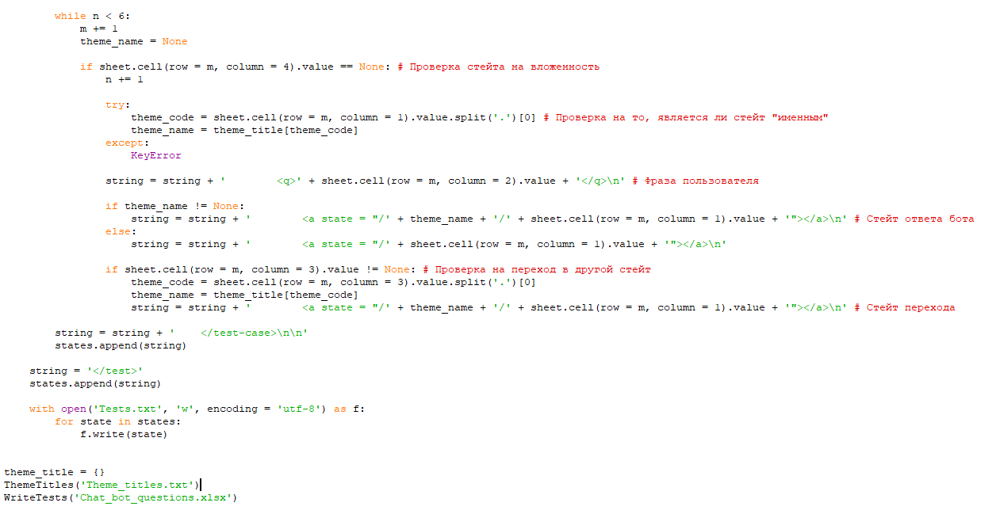 while n < 6:
m += 1
theme_name = None
if sheet.cell(row = m, column = 4).value == None: # Проверка стейта на вложенность
n += 1
try:
theme_code = sheet.cell(row = m, column = 1).value.split('.')[0] # Проверка на то, является ли стейт "именным"
theme_name = theme_title[theme_code]
except:
KeyError
string = string + '        <q>' + sheet.cell(row = m, column = 2).value + '</q>\n' # Фраза пользователя
if theme_name != None:
string = string + '        <a state = "/' + theme_name + '/' + sheet.cell(row = m, column = 1).value + '"></a>\n' # Стейт ответа бота
else:
string = string + '        <a state = "/' + sheet.cell(row = m, column = 1).value + '"></a>\n'
if sheet.cell(row = m, column = 3).value != None: # Проверка на переход в другой стейт
theme_code = sheet.cell(row = m, column = 3).value.split('.')[0]
theme_name = theme_title[theme_code]
string = string + '        <a state = "/' + theme_name + '/' + sheet.cell(row = m, column = 1).value + '"></a>\n' # Стейт перехода
string = string + '    </test-case>\n\n'
states.append(string)
string = '</test>'
states.append(string)
with open('Tests.txt', 'w', encoding = 'utf-8') as f:
for state in states:
f.write(state)
theme_title = {}
ThemeTitles('Theme_titles.txt')
WriteTests('Chat_bot_questions.xlsx')